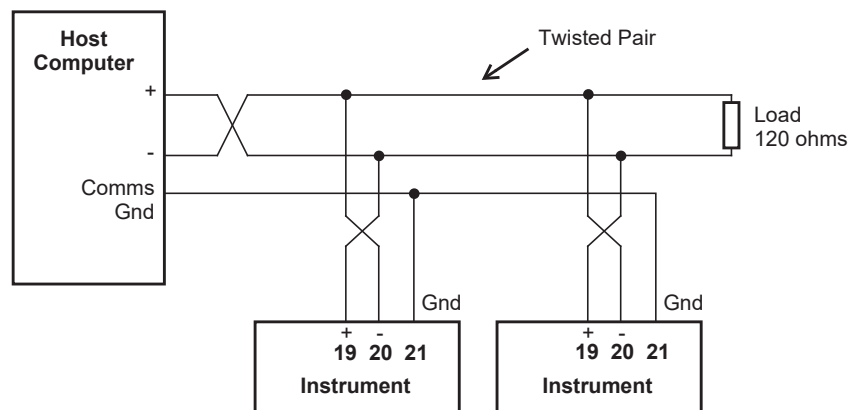 Host
Computer
Twisted Pair
+
-
Load
120 ohms
Comms
Gnd
Gnd
Gnd
+ -
19 20 21
Instrument
+ -
19 20 21
Instrument